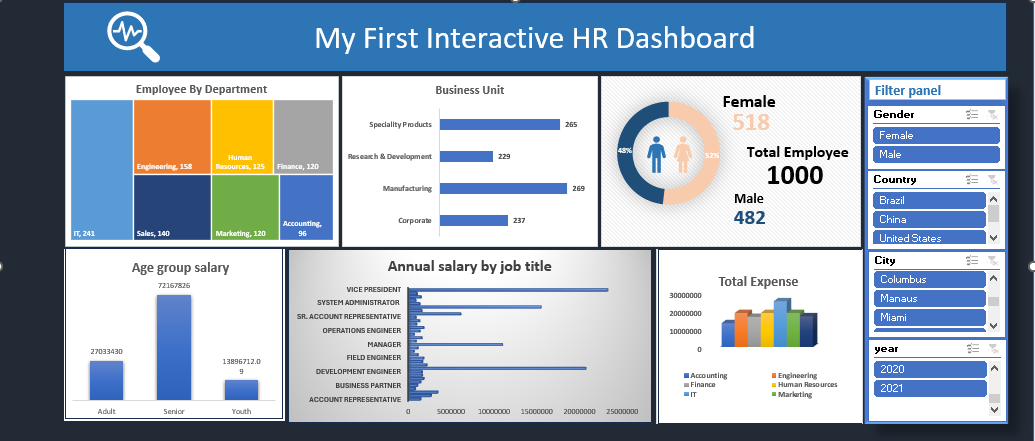 My First Interactive HR Dashboard
Employee By Department
IT, 241
Engineering, 158
Sales, 140
Human
Resources, 125
Marketing, 120
Finance, 120
Accounting,
96
Business Unit
Speciality Products
265
Research & Development
229
Manufacturing
269
Corporate
237
48%
52%
Female
518
Total Employee
1000
Male
482
Filter panel
Gender
Female
Male
Country
Brazil
China
United States
City
Columbus
Manaus
Miami
year
2020
2021
Age group salary
27033430
72167826
13896712.0
9
Adult
Senior
Youth
Annual salary by job title
VICE PRESIDENT
SYSTEM ADMINISTRATOR
SR. ACCOUNT REPRESENTATIVE
OPERATIONS ENGINEER
MANAGER
FIELD ENGINEER
DEVELOPMENT ENGINEER
BUSINESS PARTNER
ACCOUNT REPRESENTATIVE
0 5000000 10000000 15000000 20000000 25000000
Total Expense
30000000
20000000
10000000
0
Accounting Engineering
Finance Human Resources
IT Marketing